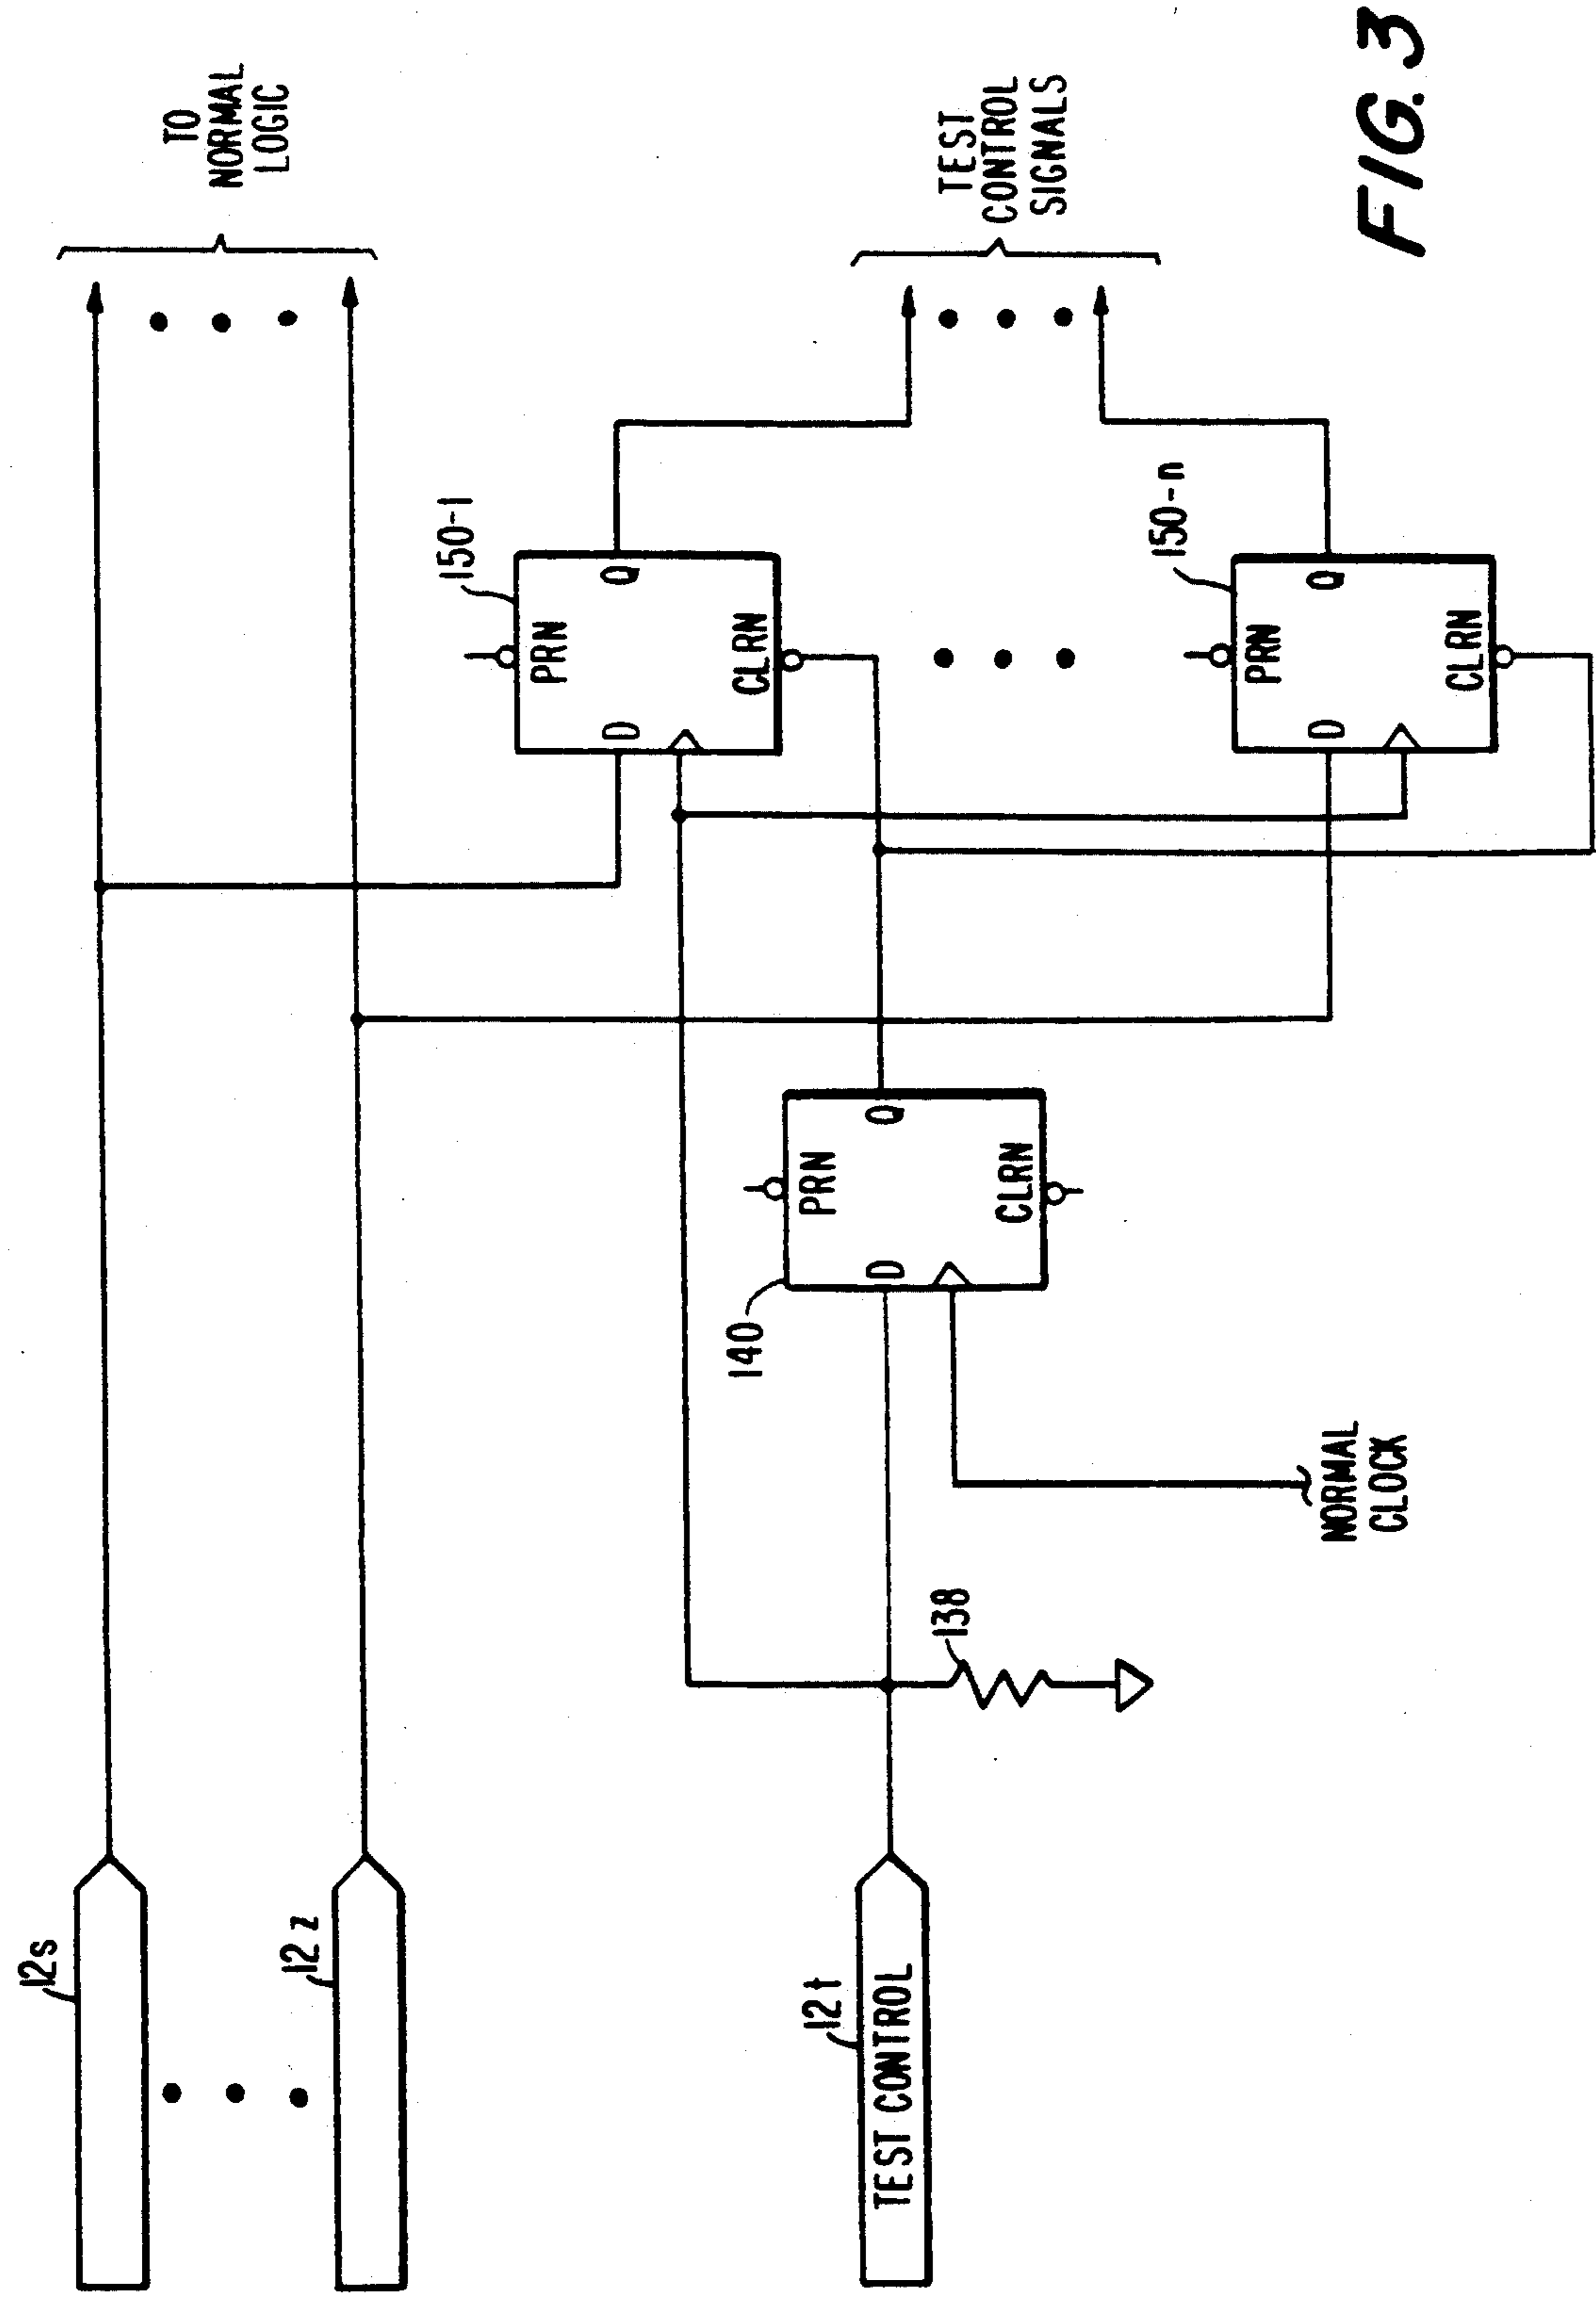 12s
12z
12t
TEST CONTROL
138
NORMAL
CLOCK
140
D
Q
PRN
CLRN
150-1
D
Q
PRN
CLRN
150-n
D
Q
PRN
CLRN
TO
NORMAL
LOGIC
TEST
CONTROL
SIGNALS
FIG. 3